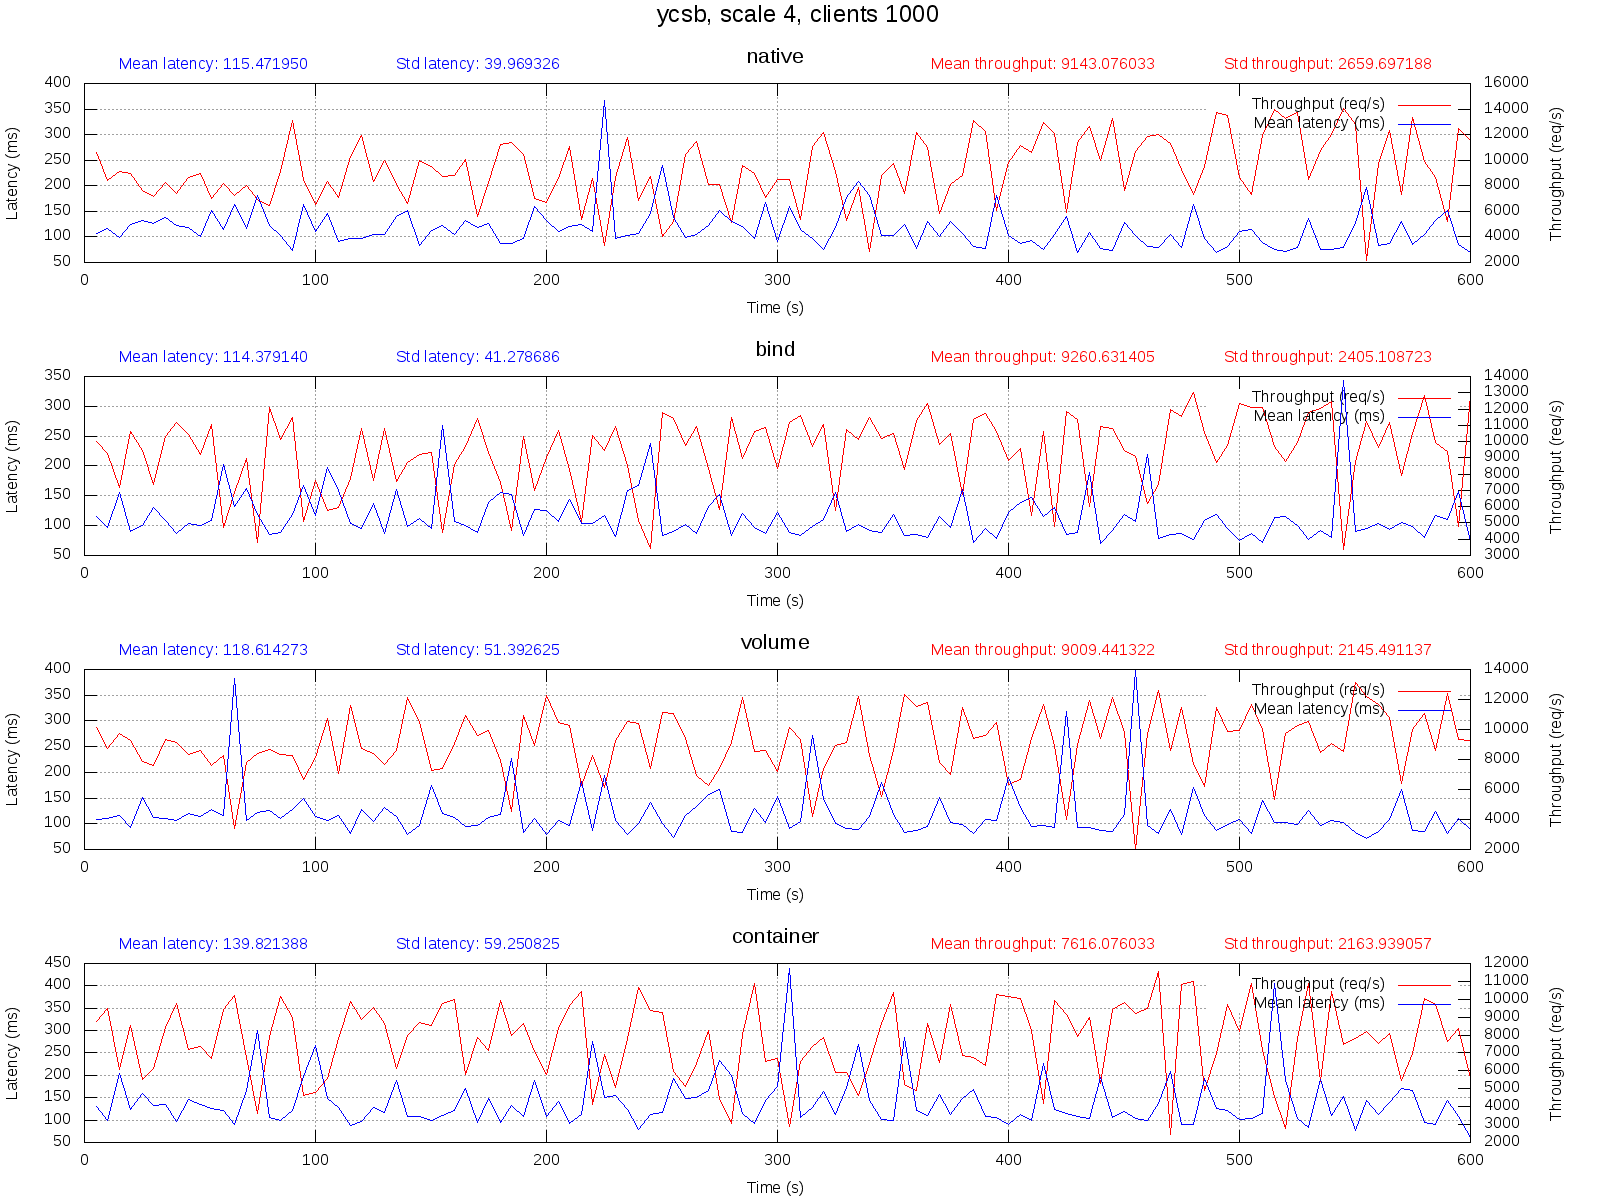 ycsb, scale 4, clients 1000
native
Mean latency: 115.471950 Std latency: 39.969326 Mean throughput: 9143.076033 Std throughput: 2659.697188
400 16000
350 14000
300 12000
250 10000
200 8000
150 6000
100 4000
50 2000
Latency (ms)
Throughput (req/s)
Throughput (req/s)
Mean latency (ms)
0 100 200 300 400 500 600
Time (s)
bind
Mean latency: 114.379140 Std latency: 41.278686 Mean throughput: 9260.631405 Std throughput: 2405.108723
350 14000
13000
300 12000
11000
250 10000
9000
200 8000
7000
150 6000
100 5000
4000
50 3000
Latency (ms)
Throughput (req/s)
Throughput (req/s)
Mean latency (ms)
0 100 200 300 400 500 600
Time (s)
volume
Mean latency: 118.614273 Std latency: 51.392625 Mean throughput: 9009.441322 Std throughput: 2145.491137
400 14000
350 12000
300 10000
250 8000
200
150 6000
100 4000
50 2000
Latency (ms)
Throughput (req/s)
Throughput (req/s)
Mean latency (ms)
0 100 200 300 400 500 600
Time (s)
container
Mean latency: 139.821388 Std latency: 59.250825 Mean throughput: 7616.076033 Std throughput: 2163.939057
450 12000
400 11000
350 10000
9000
300 8000
250 7000
200 6000
150 5000
4000
100 3000
50 2000
Latency (ms)
Throughput (req/s)
Throughput (req/s)
Mean latency (ms)
0 100 200 300 400 500 600
Time (s)